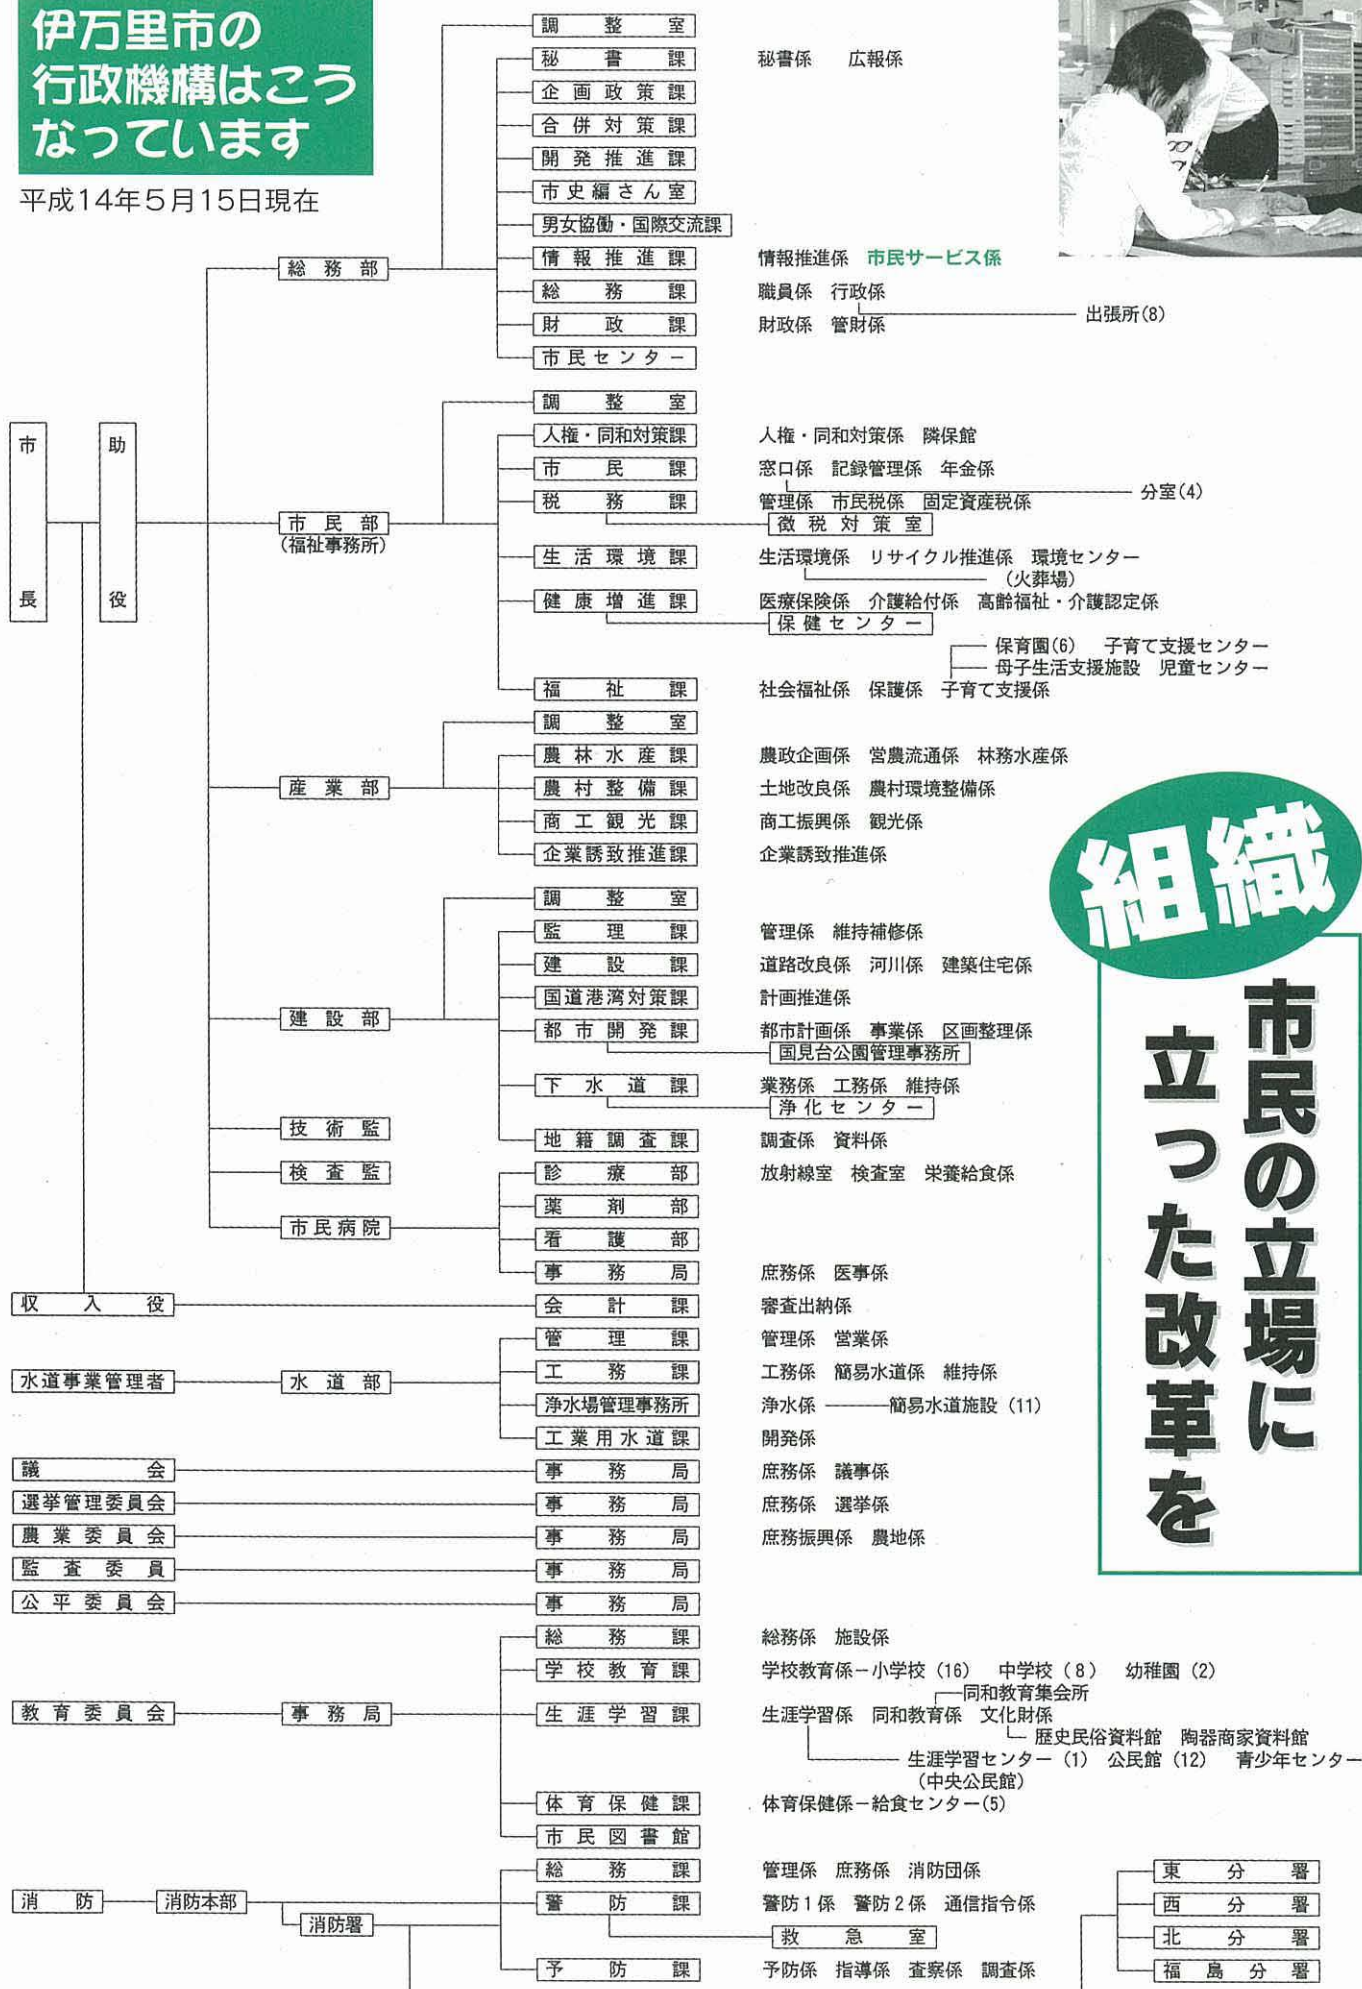 伊万里市の
行政機構はこう
なっています
平成14年5月15日現在
調整室
秘書課 秘書係 広報係
企画政策課
合併対策課
開発推進課
市史編さん室
男女協働・国際交流課
情報推進課 情報推進係 市民サービス係
総務部
総務課 職員係 行政係
出張所(8)
財政課 財政係 管財係
市民センター
調整室
人権・同和対策課 人権・同和対策係 隣保館
市民課 窓口係 記録管理係 年金係
分室(4)
税務課 管理係 市民税係 固定資産税係
徴税対策室
市長
助役
市民部
(福祉事務所)
生活環境課 生活環境係 リサイクル推進係 環境センター
(火葬場)
健康増進課 医療保険係 介護給付係 高齢福祉・介護認定係
保健センター
保育園(6) 子育て支援センター
母子生活支援施設 児童センター
福祉課 社会福祉係 保護係 子育て支援係
調整室
農林水産課 農政企画係 営農流通係 林務水産係
産業部
農村整備課 土地改良係 農村環境整備係
商工観光課 商工振興係 観光係
企業誘致推進課 企業誘致推進係
調整室
監理課 管理係 維持補修係
建設課 道路改良係 河川係 建築住宅係
国道港湾対策課 計画推進係
建設部
都市開発課 都市計画係 事業係 区画整理係
国見台公園管理事務所
下水道課 業務係 工務係 維持係
浄化センター
技術監
地籍調査課 調査係 資料係
検査監
診療部 放射線室 検査室 栄養給食係
薬剤部
市民病院
看護部
事務局 庶務係 医事係
収入役 会計課 審査出納係
管理課 管理係 営業係
水道事業管理者 水道部
工務課 工務係 簡易水道係 維持係
浄水場管理事務所 浄水係 簡易水道施設(11)
工業用水道課 開発係
議会 事務局 庶務係 議事係
選挙管理委員会 事務局 庶務係 選挙係
農業委員会 事務局 庶務振興係 農地係
監査委員 事務局
公平委員会 事務局
総務課 総務係 施設係
学校教育課 学校教育係－小学校(16) 中学校(8) 幼稚園(2)
同和教育集会所
教育委員会 事務局 生涯学習課 生涯学習係 同和教育係 文化財係
歴史民俗資料館 陶器商家資料館
生涯学習センター(1) 公民館(12) 青少年センター
(中央公民館)
体育保健課 体育保健係－給食センター(5)
市民図書館
総務課 管理係 庶務係 消防団係
消防 消防本部 警防課 警防1係 警防2係 通信指令係
消防署
救急室
予防課 予防係 指導係 査察係 調査係
東分署
西分署
北分署
福島分署
組織
市民の立場に
立った改革を